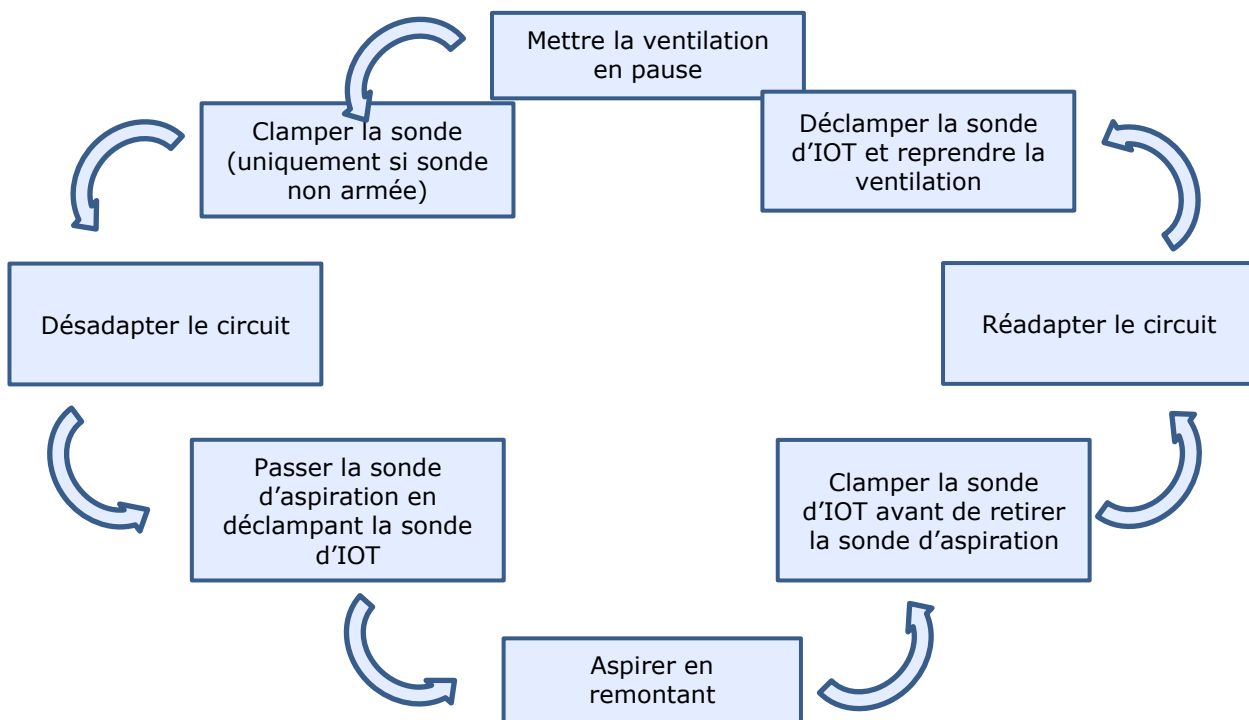 Mettre la ventilation
en pause
Clamper la sonde
(uniquement si sonde
non armée)
Désadapter le circuit
Passer la sonde
d’aspiration en
déclampant la sonde
d’IOT
Aspirer en
remontant
Clamper la sonde
d’IOT avant de retirer
la sonde d’aspiration
Réadapter le circuit
Déclamper la sonde
d’IOT et reprendre la
ventilation